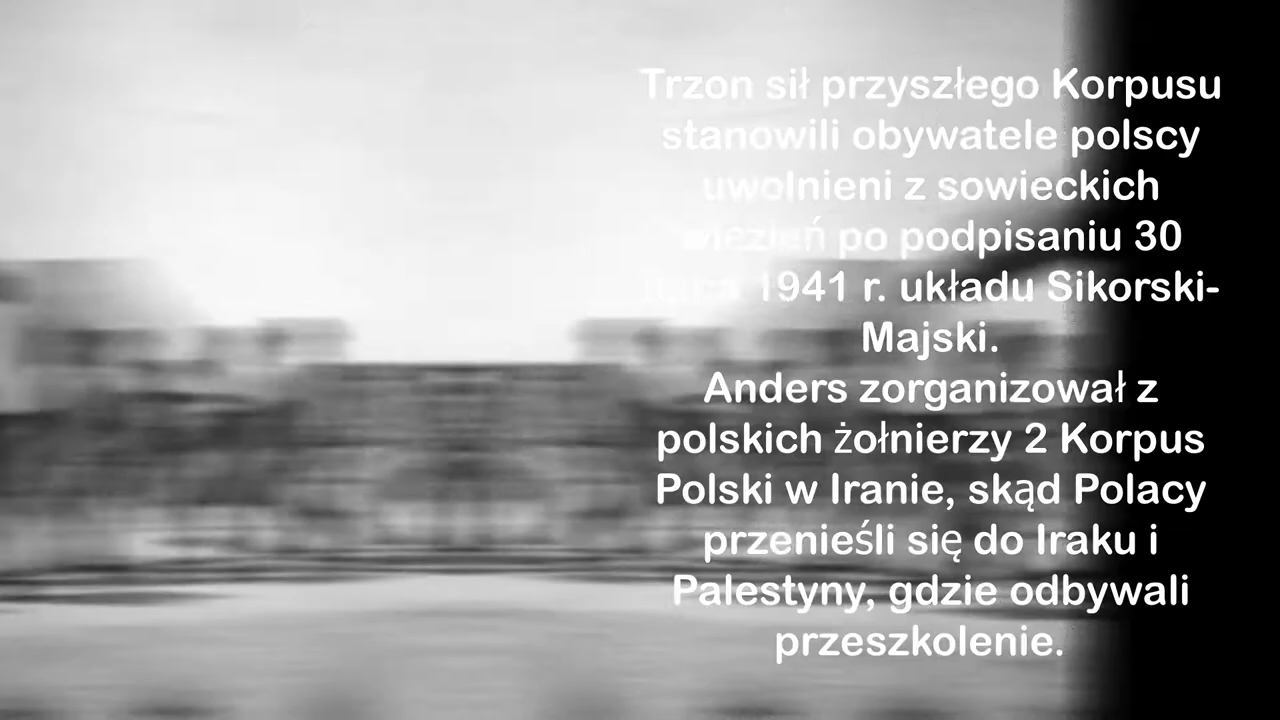 Trzon sił przyszłego Korpusu
stanowili obywatele polscy
uwolnieni z sowieckich
więzień po podpisaniu 30
lipca 1941 r. układu Sikorski-
Majski.
Anders zorganizował z
polskich żołnierzy 2 Korpus
Polski w Iranie, skąd Polacy
przenieśli się do Iraku i
Palestyny, gdzie odbywali
przeszkolenie.